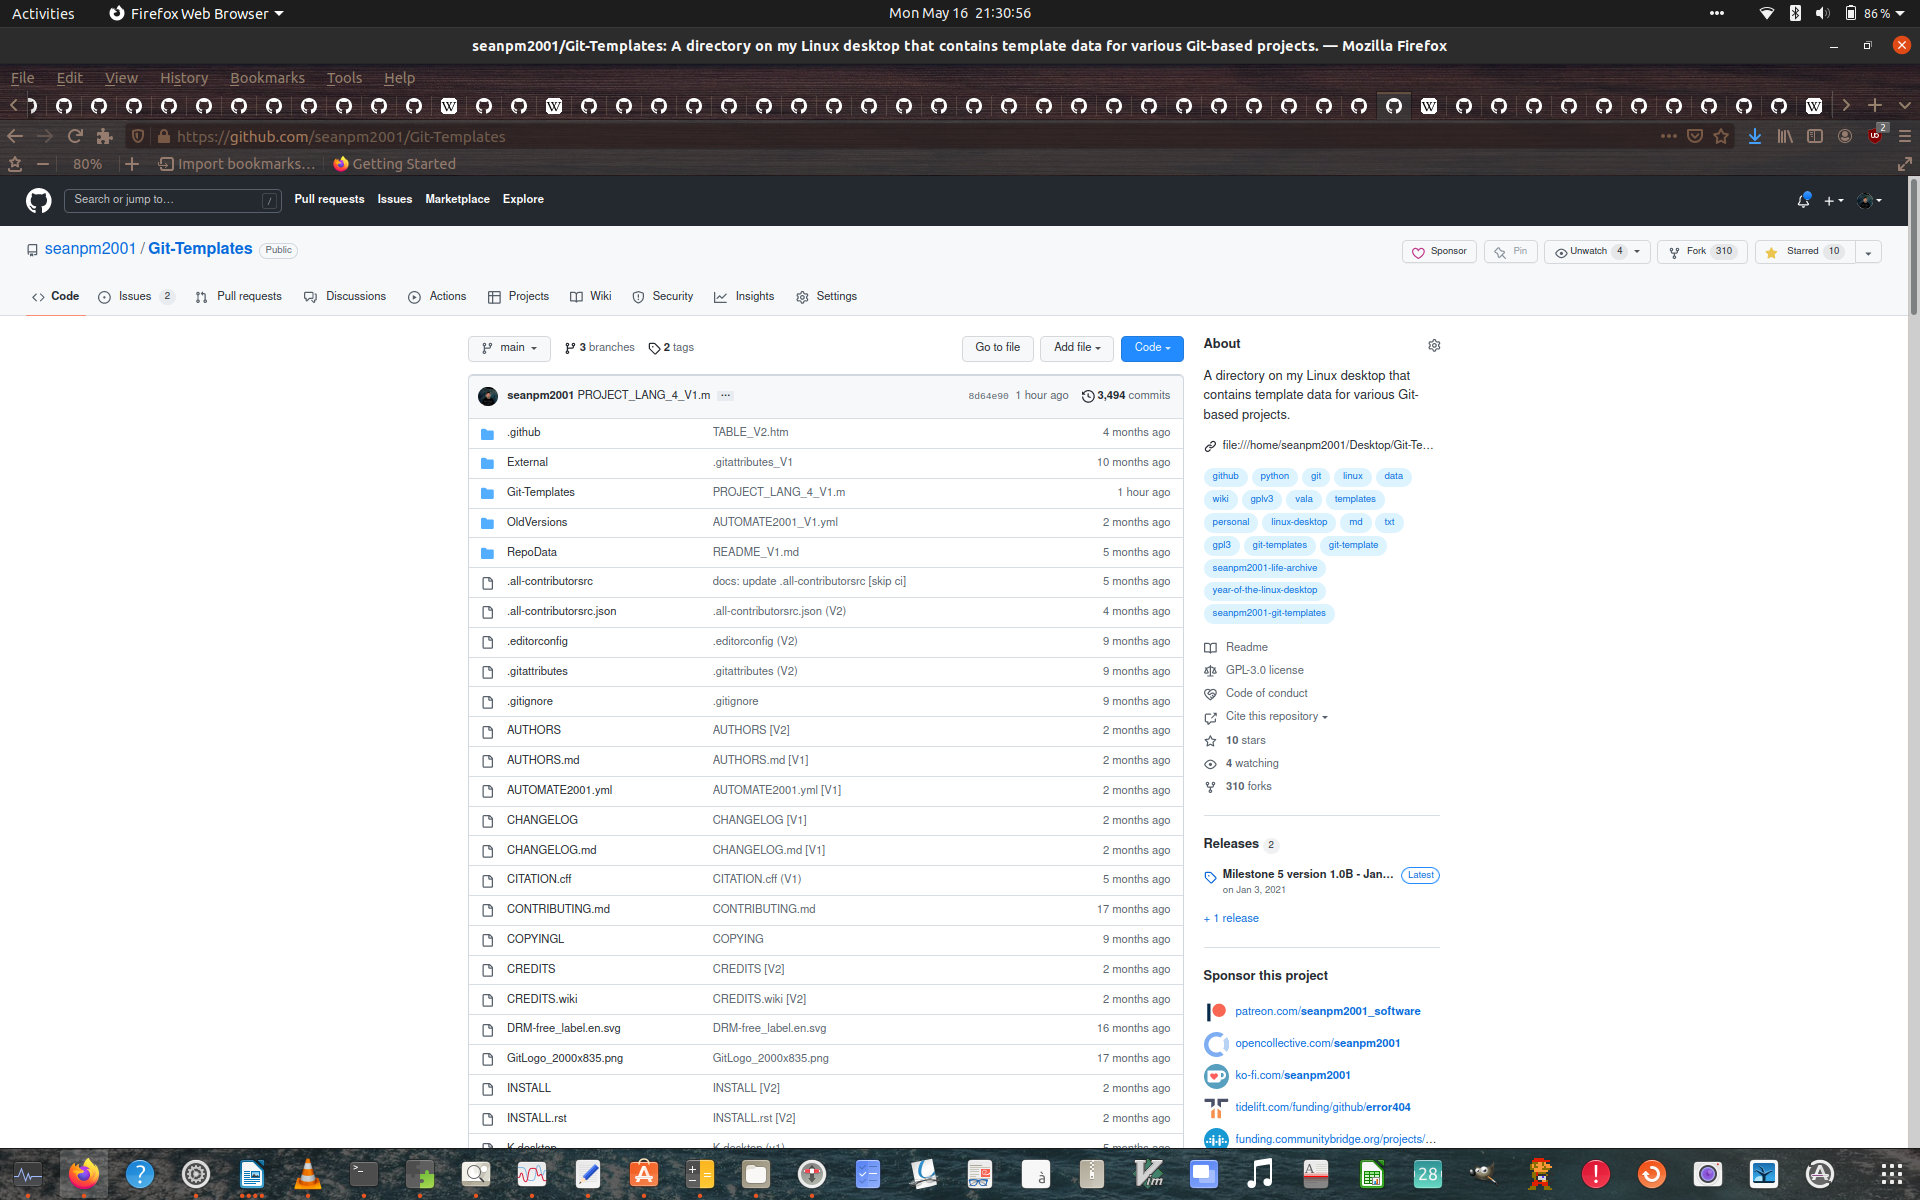 Activities Firefox Web Browser Mon May 16 21:30:56 86 %
seanpm2001/Git-Templates: A directory on my Linux desktop that contains template data for various Git-based projects. — Mozilla Firefox
File Edit View History Bookmarks Tools Help
https://github.com/seanpm2001/Git-Templates 2
80% Import bookmarks... Getting Started
Search or jump to... / Pull requests Issues Marketplace Explore
seanpm2001 / Git-Templates Public Sponsor Pin Unwatch 4 Fork 310 Starred 10
Code Issues 2 Pull requests Discussions Actions Projects Wiki Security Insights Settings
main 3 branches 2 tags Go to file Add file Code
seanpm2001 PROJECT_LANG_4_V1.m ... 8d64e90 1 hour ago 3,494 commits
.github TABLE_V2.htm 4 months ago
External .gitattributes_V1 10 months ago
Git-Templates PROJECT_LANG_4_V1.m 1 hour ago
OldVersions AUTOMATE2001_V1.yml 2 months ago
RepoData README_V1.md 5 months ago
.all-contributorsrc docs: update .all-contributorsrc [skip ci] 5 months ago
.all-contributorsrc.json .all-contributorsrc.json (V2) 4 months ago
.editorconfig .editorconfig (V2) 9 months ago
.gitattributes .gitattributes (V2) 9 months ago
.gitignore .gitignore 9 months ago
AUTHORS AUTHORS [V2] 2 months ago
AUTHORS.md AUTHORS.md [V1] 2 months ago
AUTOMATE2001.yml AUTOMATE2001.yml [V1] 2 months ago
CHANGELOG CHANGELOG [V1] 2 months ago
CHANGELOG.md CHANGELOG.md [V1] 2 months ago
CITATION.cff CITATION.cff (V1) 5 months ago
CONTRIBUTING.md CONTRIBUTING.md 17 months ago
COPYINGL COPYING 9 months ago
CREDITS CREDITS [V2] 2 months ago
CREDITS.wiki CREDITS.wiki [V2] 2 months ago
DRM-free_label.en.svg DRM-free_label.en.svg 16 months ago
GitLogo_2000x835.png GitLogo_2000x835.png 17 months ago
INSTALL INSTALL [V2] 2 months ago
INSTALL.rst INSTALL.rst [V2] 2 months ago
About
A directory on my Linux desktop that
contains template data for various Git-
based projects.
file:///home/seanpm2001/Desktop/Git-Te...
github python git linux data
wiki gplv3 vala templates
personal linux-desktop md txt
gpl3 git-templates git-template
seanpm2001-life-archive
year-of-the-linux-desktop
seanpm2001-git-templates
Readme
GPL-3.0 license
Code of conduct
Cite this repository
10 stars
4 watching
310 forks
Releases 2
Milestone 5 version 1.0B - Jan... Latest
on Jan 3, 2021
+ 1 release
Sponsor this project
patreon.com/seanpm2001_software
opencollective.com/seanpm2001
ko-fi.com/seanpm2001
tidelift.com/funding/github/error404
funding.communitybridge.org/projects/...
28